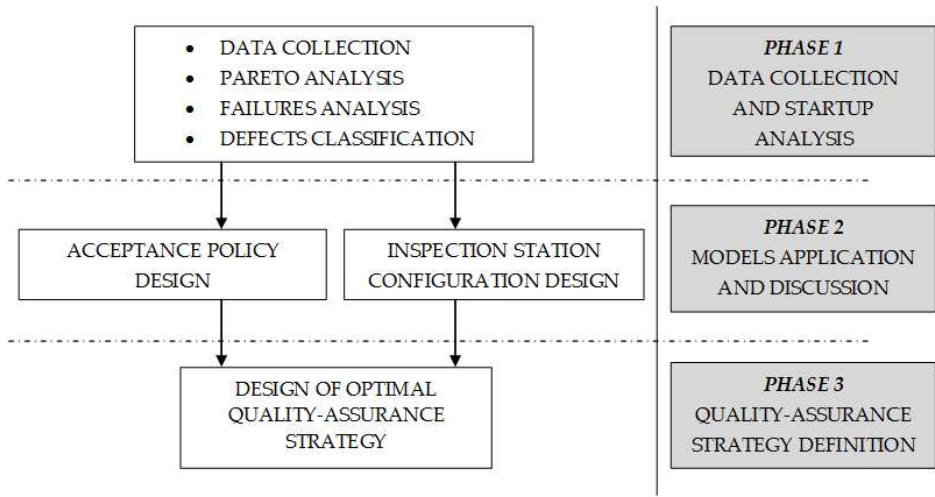 • DATA COLLECTION
• PARETO ANALYSIS
• FAILURES ANALYSIS
• DEFECTS CLASSIFICATION
PHASE 1
DATA COLLECTION
AND STARTUP
ANALYSIS
ACCEPTANCE POLICY
DESIGN
INSPECTION STATION
CONFIGURATION DESIGN
PHASE 2
MODELS APPLICATION
AND DISCUSSION
DESIGN OF OPTIMAL
QUALITY-ASSURANCE
STRATEGY
PHASE 3
QUALITY-ASSURANCE
STRATEGY DEFINITION